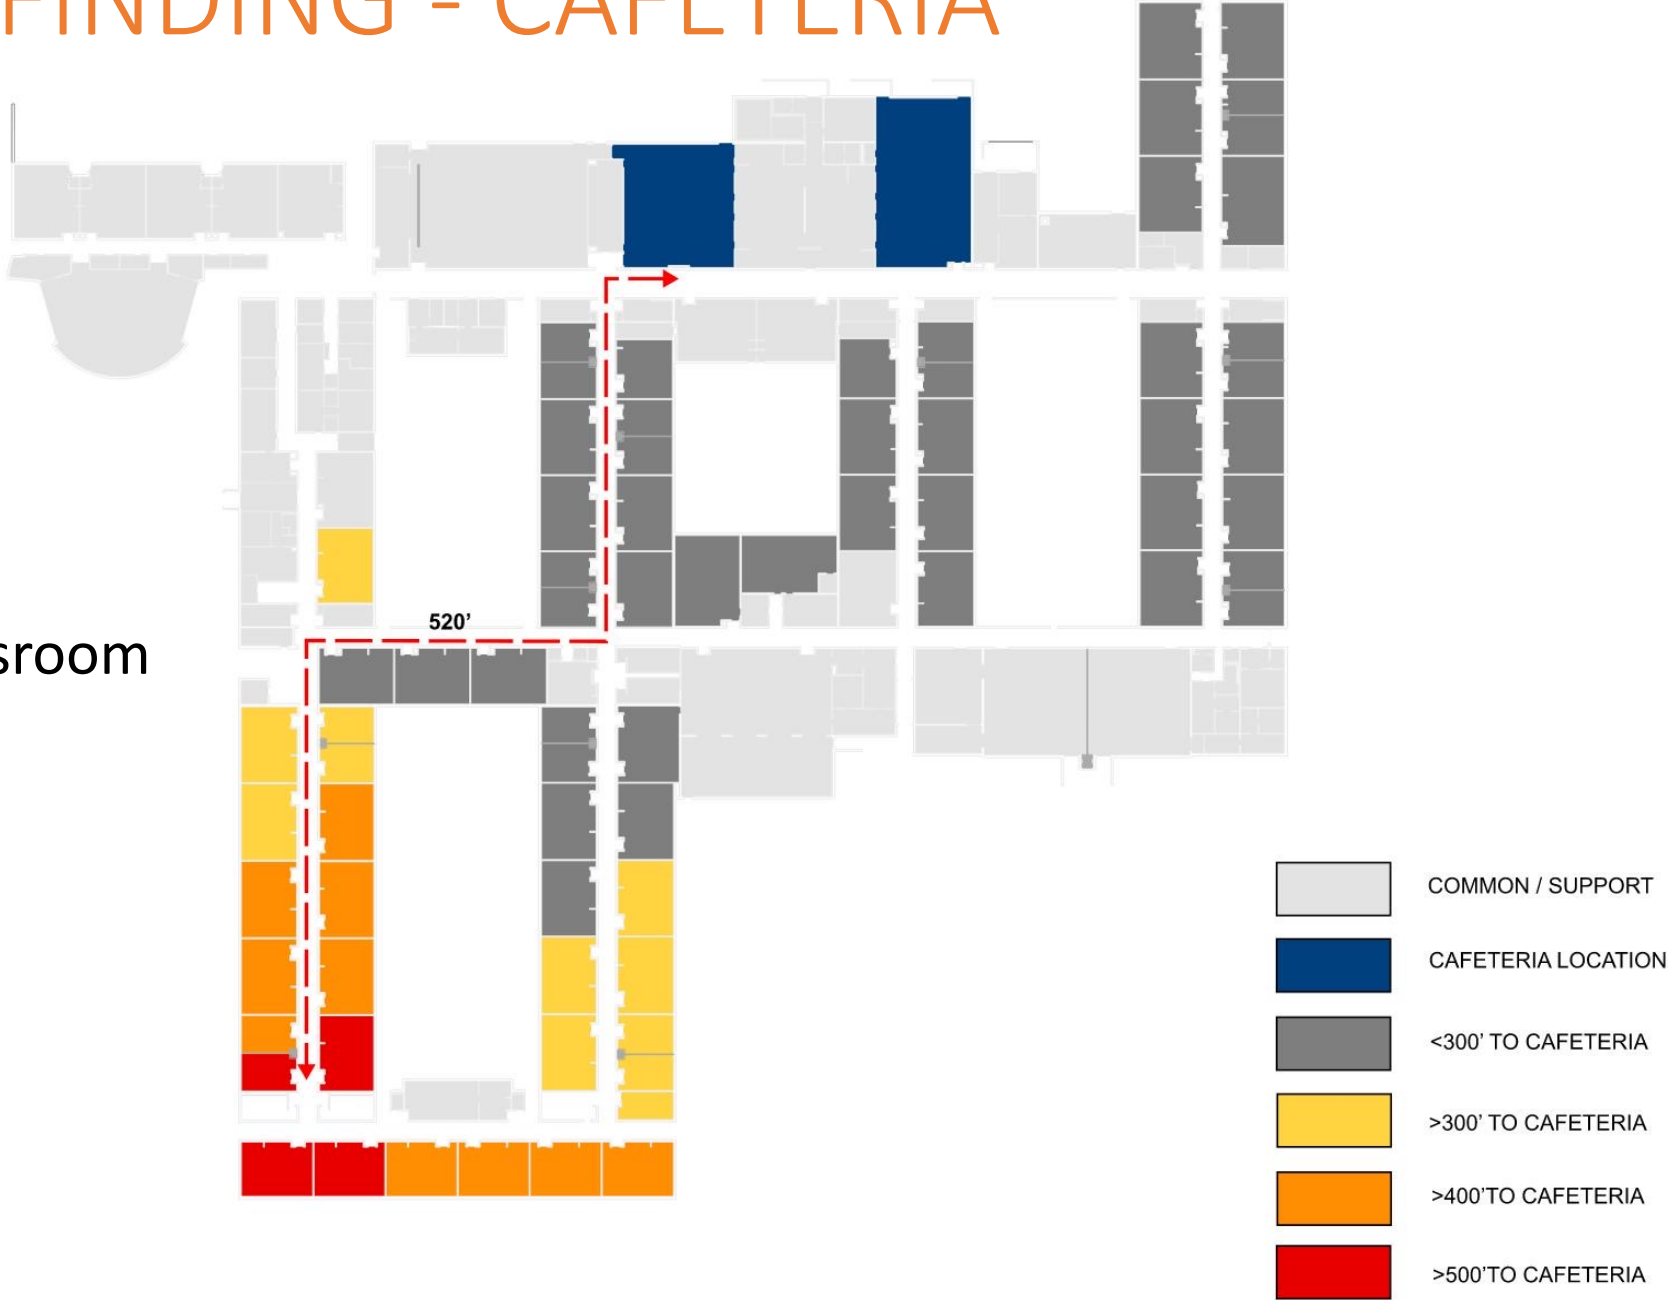 FINDING - CAFETERIA
520’
sroom
COMMON / SUPPORT
CAFETERIA LOCATION
<300’ TO CAFETERIA
>300’ TO CAFETERIA
>400’TO CAFETERIA
>500’TO CAFETERIA